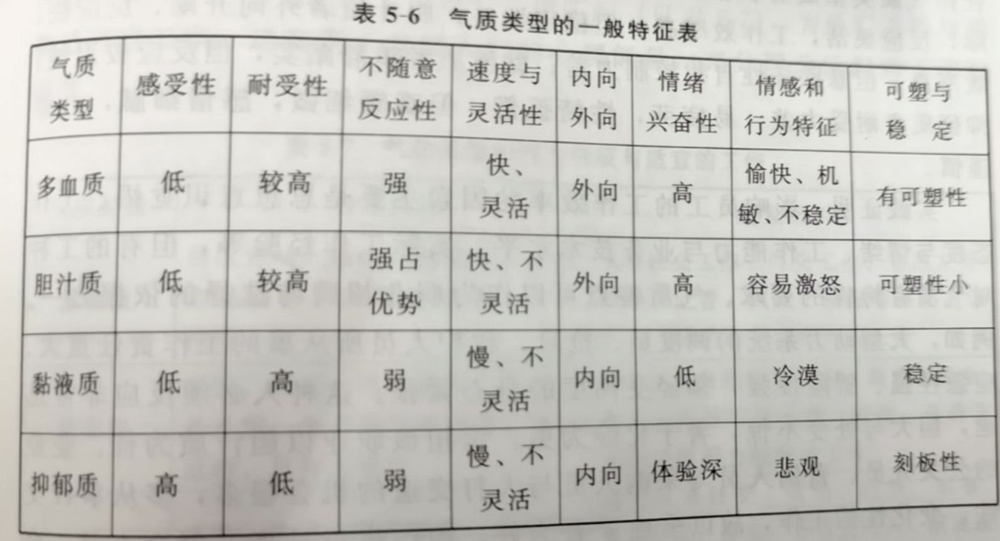 表 5-6 气质类型的一般特征表
气质 类型 感受性 耐受性 不随意 反应性 速度与 灵活性 内向 外向 情绪 兴奋性 情感和 行为特征 可塑与 稳 定
多血质 低 较高 强 快、 灵活 外向 高 愉快、机 敏、不稳定 有可塑性
胆汁质 低 较高 强占 优势 快、不 灵活 外向 高 容易激怒 可塑性小
黏液质 低 高 弱 慢、不 灵活 内向 低 冷漠 稳定
抑郁质 高 低 弱 慢、不 灵活 内向 体验深 悲观 刻板性